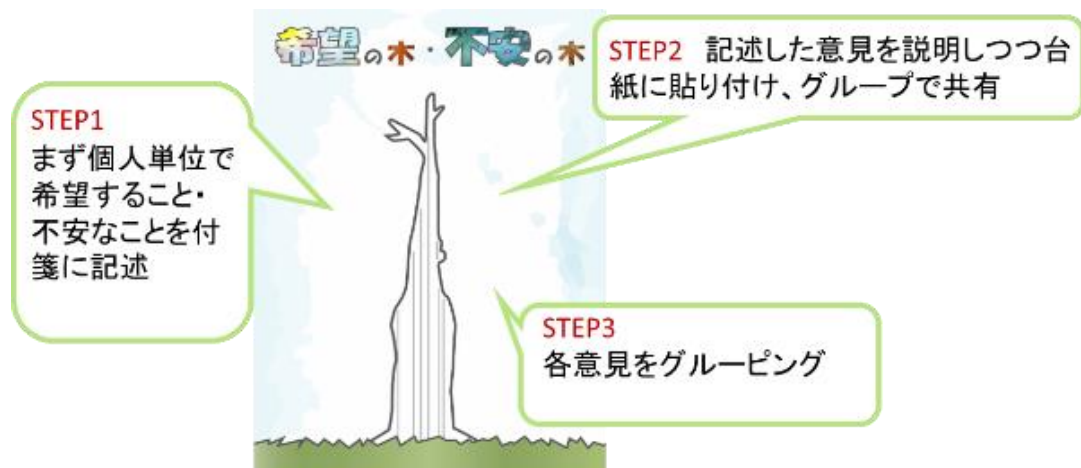 希望の木・不安の木
STEP1
まず個人単位で
希望すること・
不安なことを付
箋に記述
STEP2 記述した意見を説明しつつ台
紙に貼り付け、グループで共有
STEP3
各意見をグルーピング